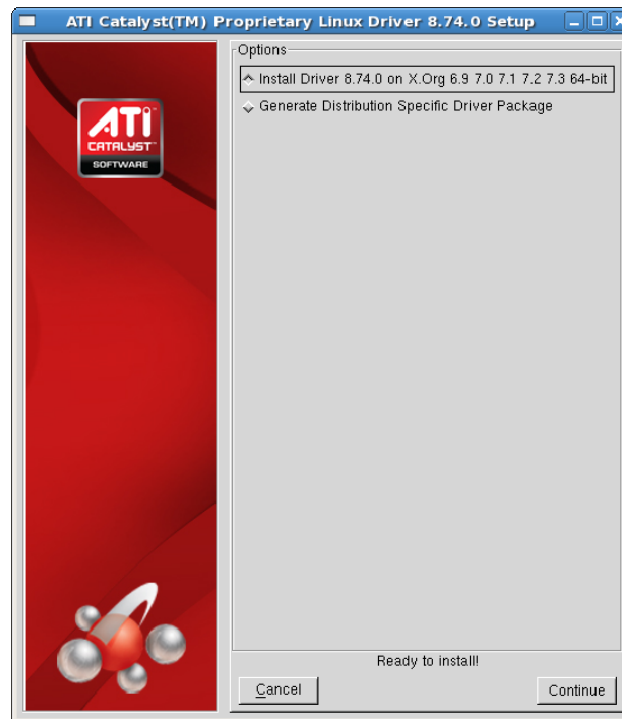 ATI Catalyst(TM) Proprietary Linux Driver 8.74.0 Setup
ATI
CATALYST™
SOFTWARE
Options
Install Driver 8.74.0 on X.Org 6.9 7.0 7.1 7.2 7.3 64-bit
Generate Distribution Specific Driver Package
Ready to install!
Cancel
Continue